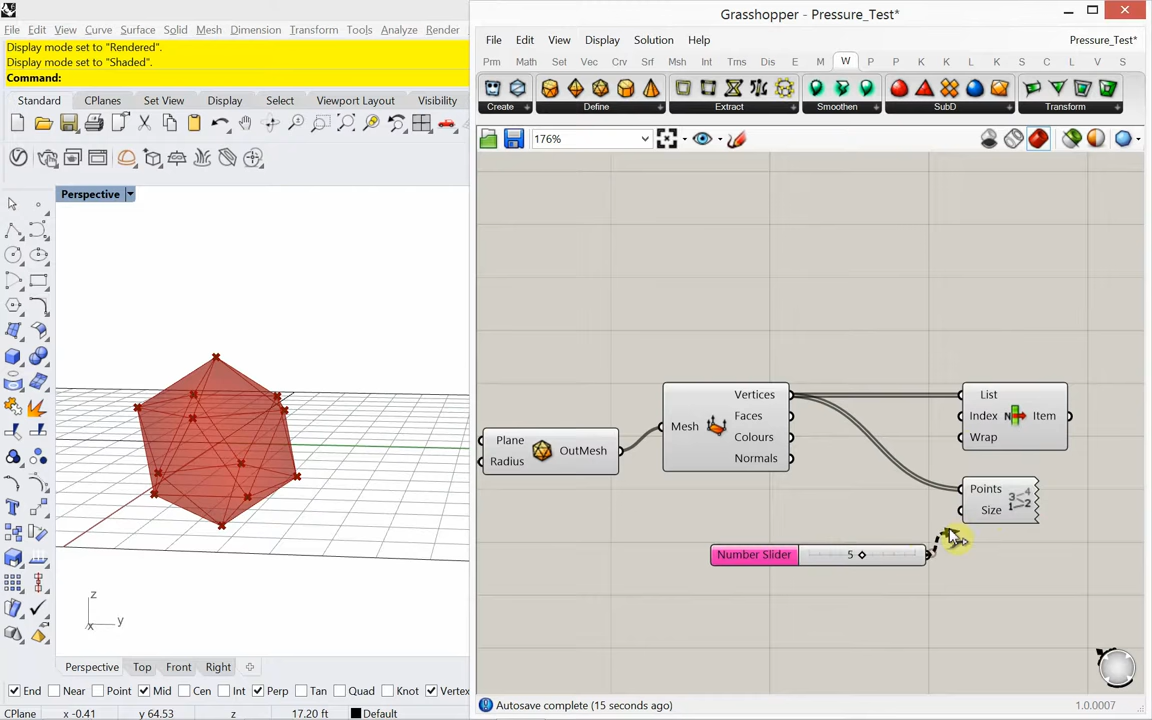 Grasshopper - Pressure_Test*
File Edit View Curve Surface Solid Mesh Dimension Transform Tools Analyze Render
Display mode set to "Rendered".
Display mode set to "Shaded".
Command:
Standard CPlanes Set View Display Select Viewport Layout Visibility
Perspective
z
y
x
Perspective Top Front Right
End Near Point Mid Cen Int Perp Tan Quad Knot Vertex
CPlane x -0.41 y 64.53 z 17.20 ft Default
File Edit View Display Solution Help Pressure_Test*
Prm Math Set Vec Crv Srf Msh Int Trns Dis E M W P P K K S C L V
Create Define Extract Smoothen SubD Transform
176%
Plane
Radius
OutMesh
Mesh
Vertices
Faces
Colours
Normals
List
Index
Wrap
N
Item
Points
Size
3 4
1 2
Number Slider 5
Autosave complete (15 seconds ago) 1.0.0007